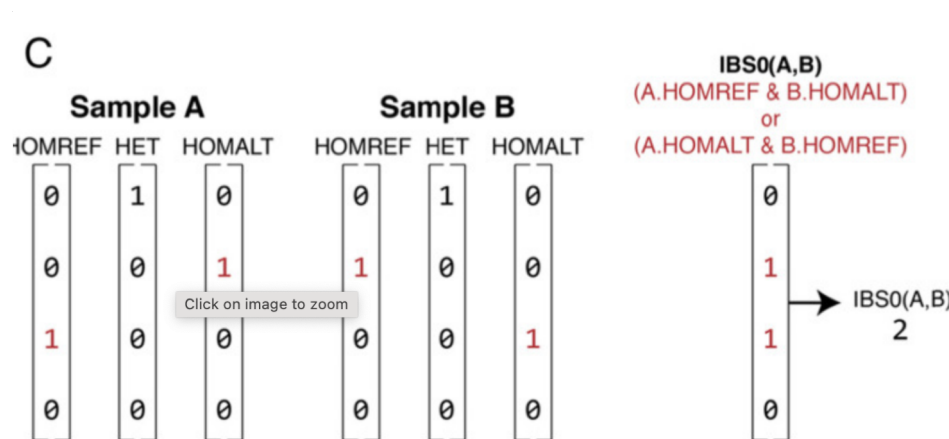 C
IBS0(A,B)
(A.HOMREF & B.HOMALT)
or
(A.HOMALT & B.HOMREF)
Sample A Sample B
HOMREF HET HOMALT HOMREF HET HOMALT
0 1 0 0 1 0 0
0 0 1 1 0 0 1
Click on image to zoom
IBS0(A,B)
1 0 0 0 0 1 1
2
0 0 0 0 0 0 0